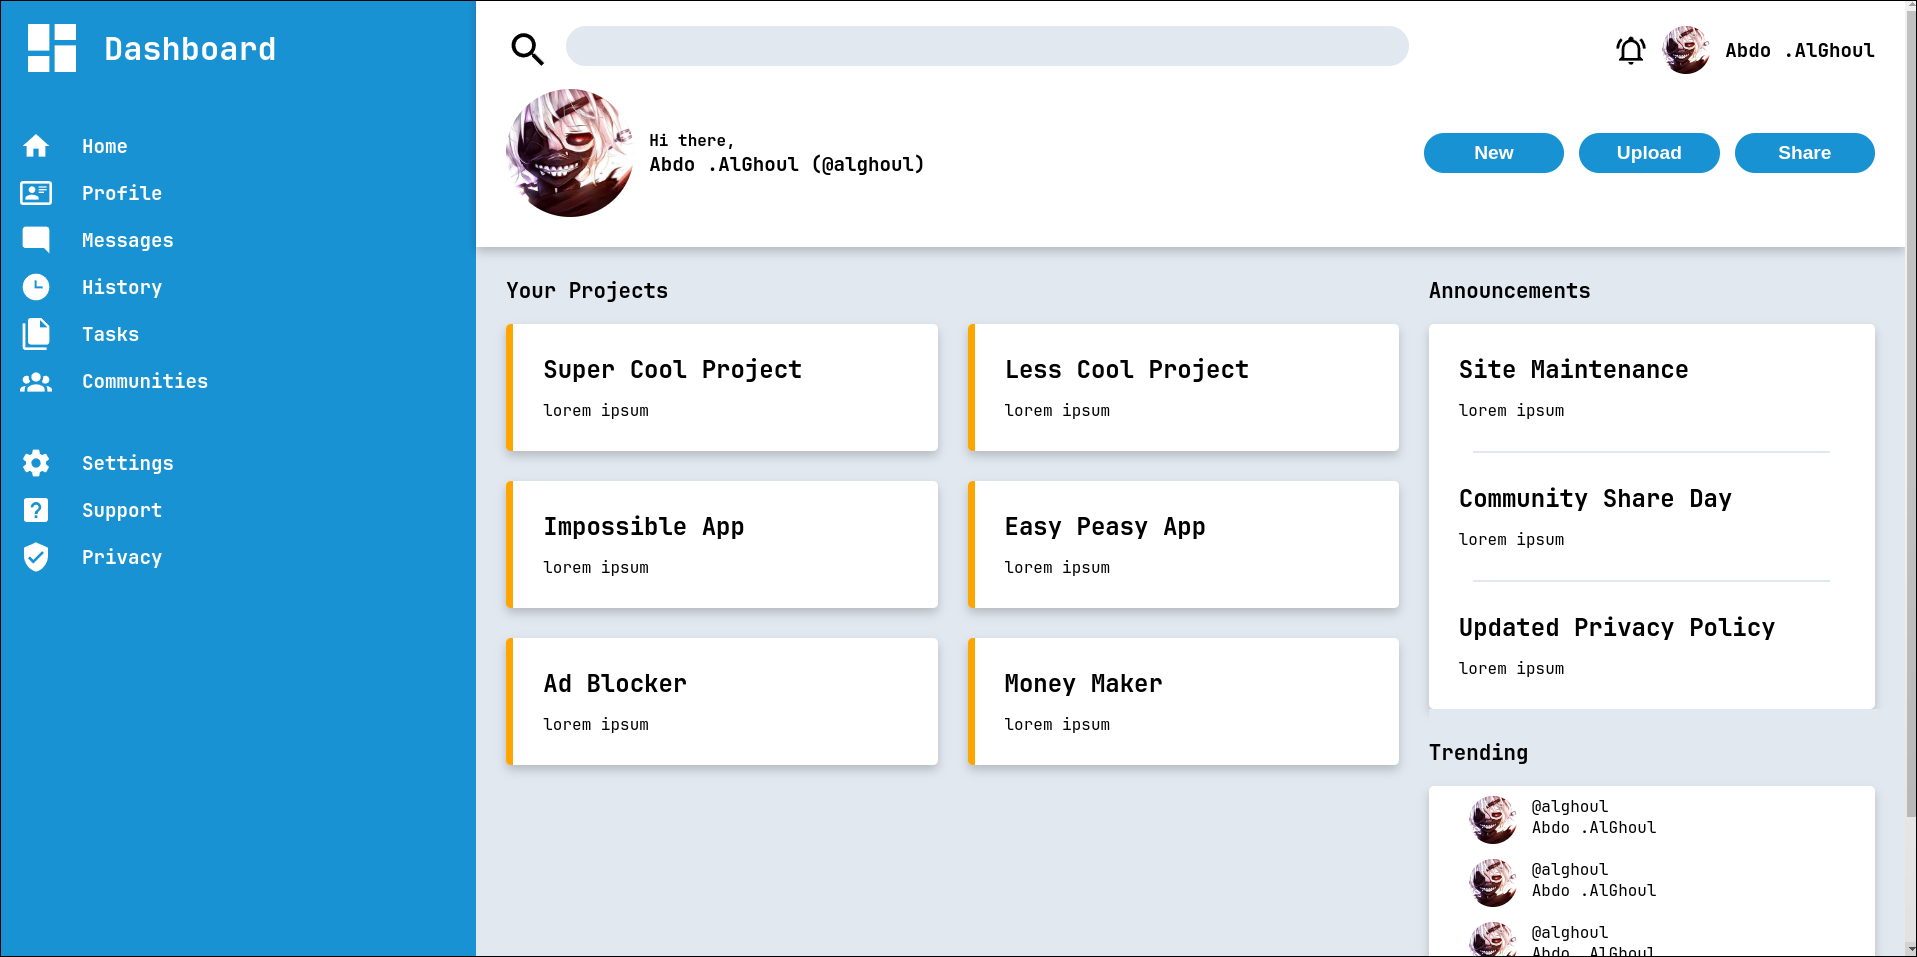 Dashboard
Home
Profile
Messages
History
Tasks
Communities
Settings
Support
Privacy
Abdo .AlGhoul
Hi there,
Abdo .AlGhoul (@alghoul)
New
Upload
Share
Your Projects
Super Cool Project
lorem ipsum
Less Cool Project
lorem ipsum
Impossible App
lorem ipsum
Easy Peasy App
lorem ipsum
Ad Blocker
lorem ipsum
Money Maker
lorem ipsum
Announcements
Site Maintenance
lorem ipsum
Community Share Day
lorem ipsum
Updated Privacy Policy
lorem ipsum
Trending
@alghoul
Abdo .AlGhoul
@alghoul
Abdo .AlGhoul
@alghoul
Abdo .AlGhoul